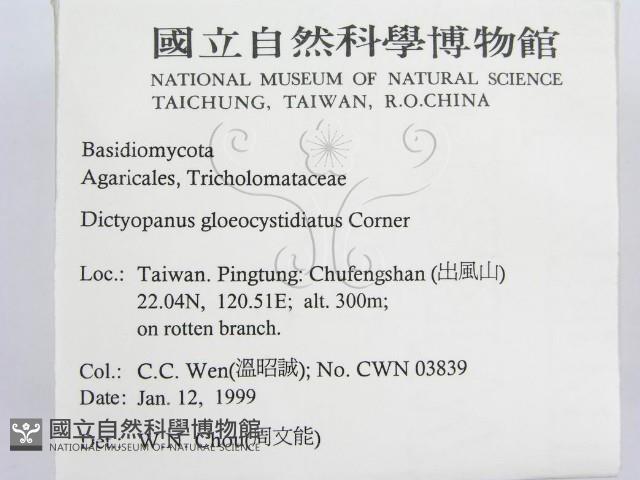 國立自然科學博物館
NATIONAL MUSEUM OF NATURAL SCIENCE
TAICHUNG, TAIWAN, R.O.CHINA
Basidiomycota
Agaricales, Tricholomataceae
Dictyopanus gloeocystidiatus Corner
Loc.: Taiwan. Pingtung: Chufengshan (出風山)
22.04N, 120.51E; alt. 300m;
on rotten branch.
Col.: C.C. Wen(溫昭誠); No. CWN 03839
Date: Jan. 12, 1999
Det.: W.N. Chou(周文能)
國立自然科學博物館
NATIONAL MUSEUM OF NATURAL SCIENCE